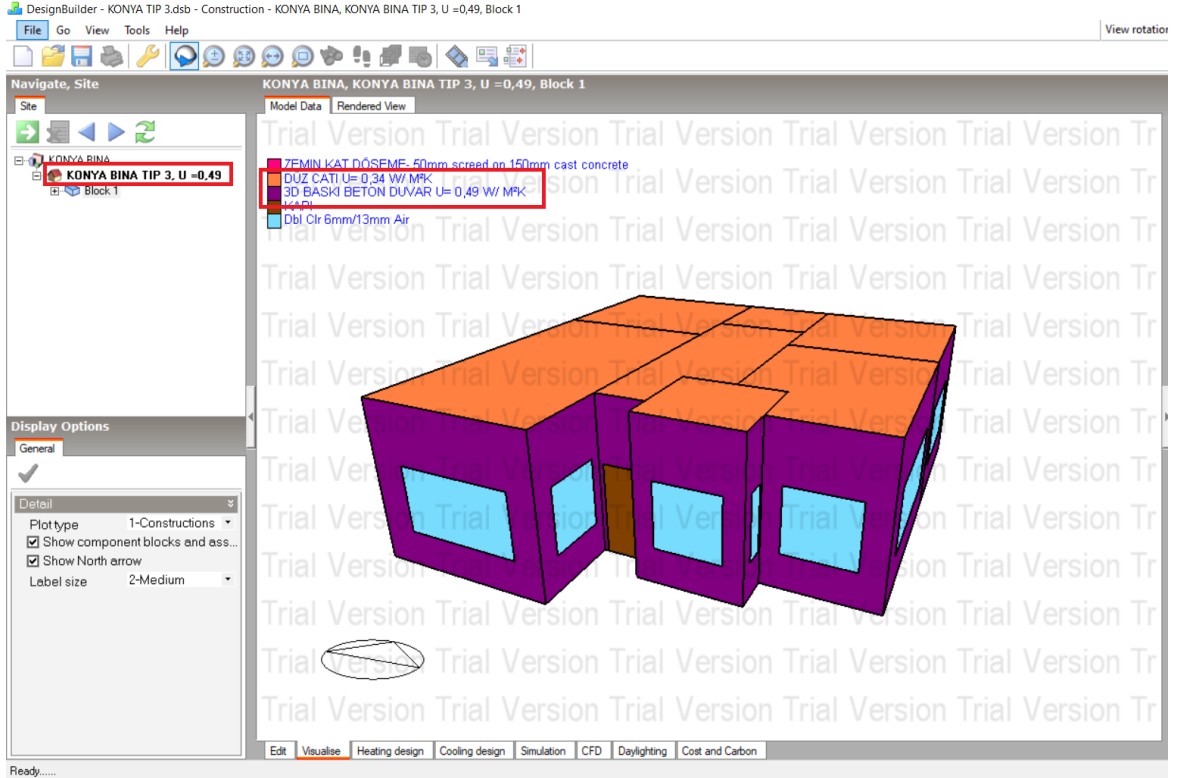 DesignBuilder - KONYA TIP 3.dsb - Construction - KONYA BINA, KONYA BINA TIP 3, U =0,49, Block 1
File Go View Tools Help
View rotation
Navigate, Site
Site
KONYA BINA
KONYA BINA TIP 3, U =0,49
Block 1
KONYA BINA, KONYA BINA TIP 3, U =0,49, Block 1
Model Data Rendered View
ZEMIN KAT DÖSEME- 50mm screed on 150mm cast concrete
DÜZ CATI U= 0,34 W/ M²K
3D BASKI BETON DUVAR U= 0,49 W/ M²K
KAPI
Dbl Clr 6mm/13mm Air
Trial Version Trial Version Trial Version Trial Version Trial Version Tr
Display Options
General
Detail
Plot type 1-Constructions
Show component blocks and ass...
Show North arrow
Label size 2-Medium
Edit Visualise Heating design Cooling design Simulation CFD Daylighting Cost and Carbon
Ready......